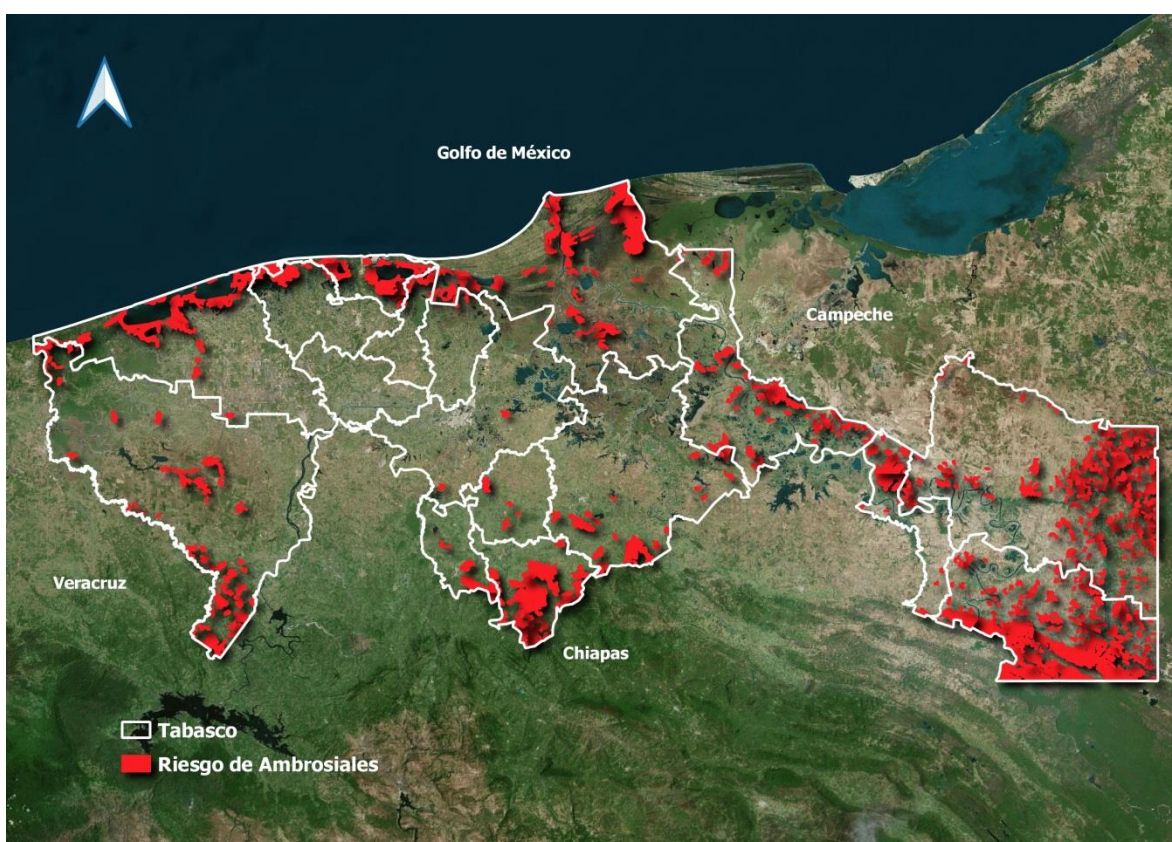 Golfo de México
Campeche
Veracruz
Chiapas
Tabasco
Riesgo de Ambrosiales